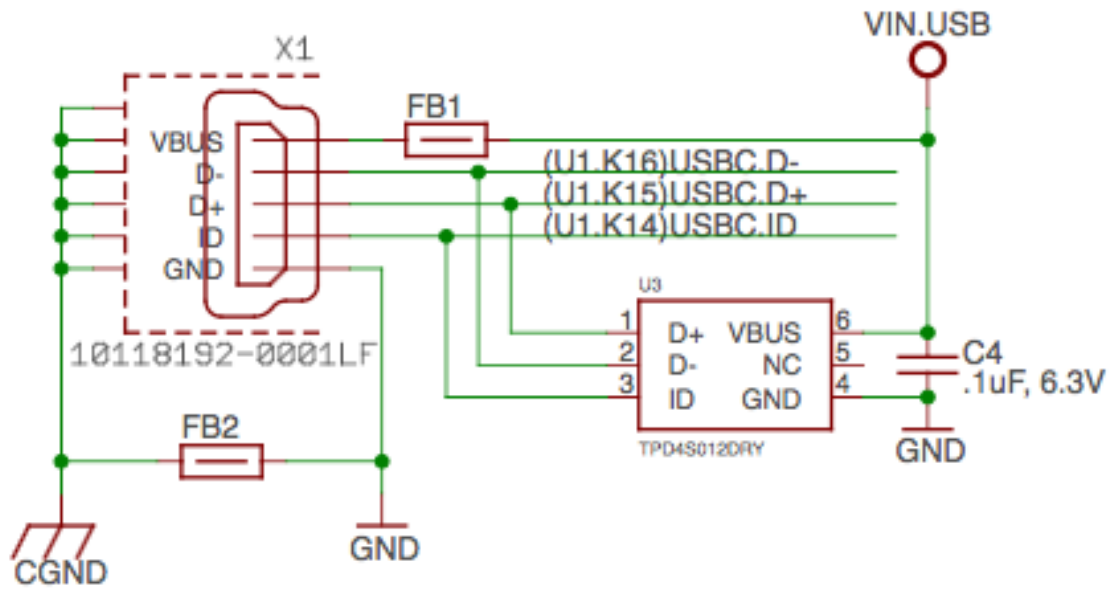 VIN.USB
X1
FB1
VBUS
D-
D+
ID
GND
(U1.K16)USBC.D-
(U1.K15)USBC.D+
(U1.K14)USBC.ID
10118192-0001LF
U3
1 D+ VBUS 6
2 D- NC 5
3 ID GND 4
TPD4S012DRY
C4
.1uF, 6.3V
GND
FB2
CGND
GND